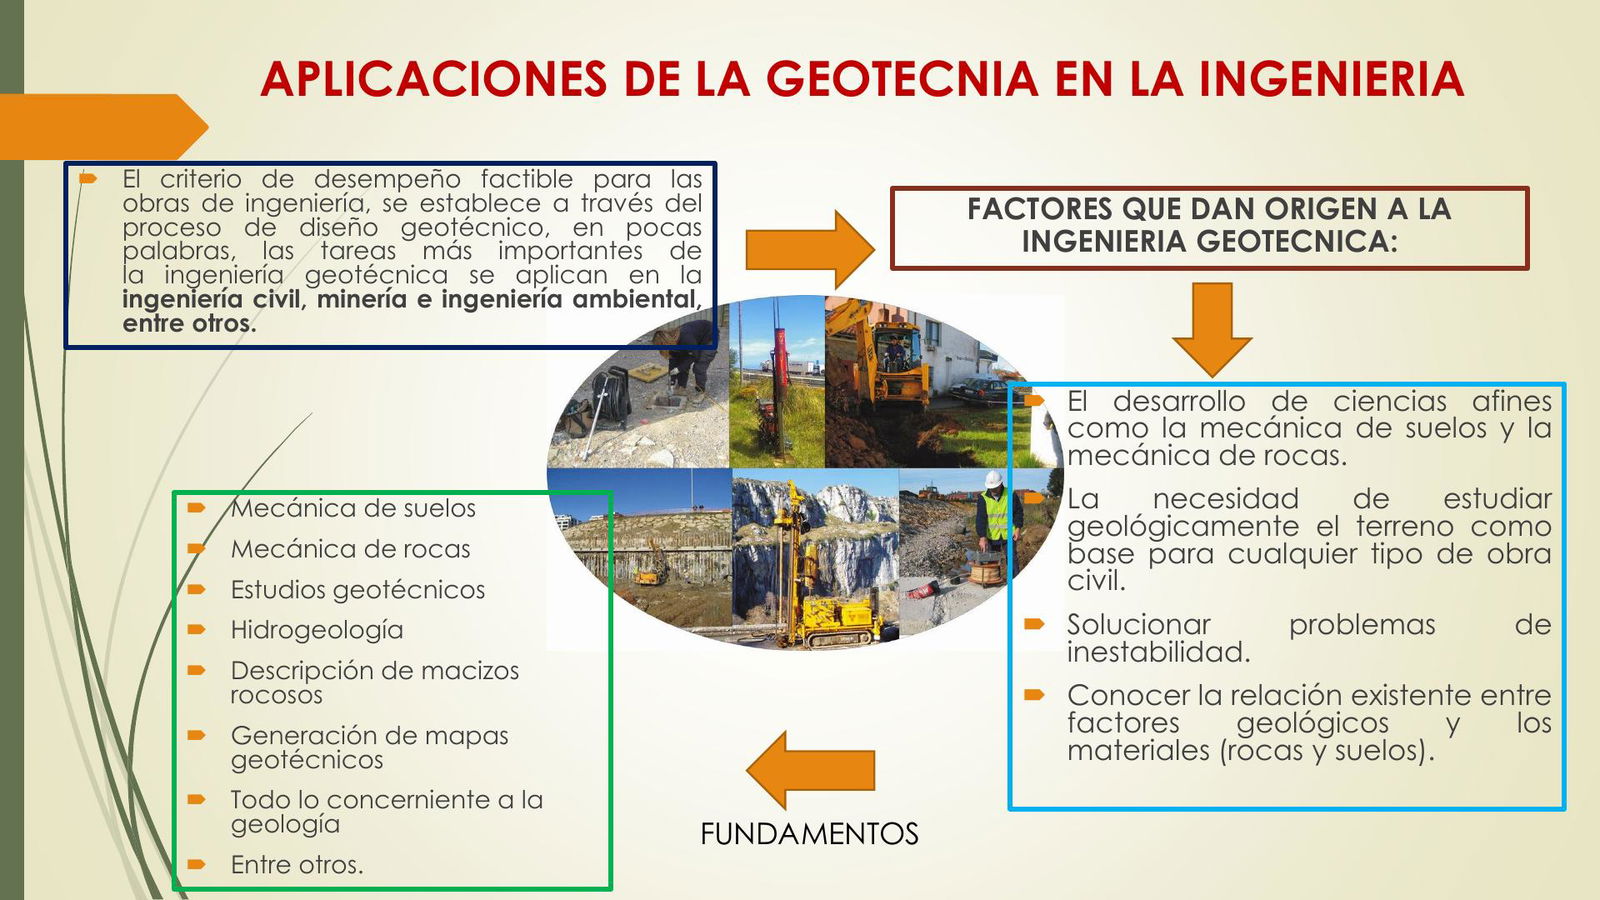 APLICACIONES DE LA GEOTECNIA EN LA INGENIERIA
El criterio de desempeño factible para las
obras de ingeniería, se establece a través del
proceso de diseño geotécnico, en pocas
palabras, las tareas más importantes de
la ingeniería geotécnica se aplican en la
ingeniería civil, minería e ingeniería ambiental,
entre otros.
FACTORES QUE DAN ORIGEN A LA
INGENIERIA GEOTECNICA:
El desarrollo de ciencias afines
como la mecánica de suelos y la
mecánica de rocas.
La necesidad de estudiar
geológicamente el terreno como
base para cualquier tipo de obra
civil.
Solucionar problemas de
inestabilidad.
Conocer la relación existente entre
factores geológicos y los
materiales (rocas y suelos).
FUNDAMENTOS
Mecánica de suelos
Mecánica de rocas
Estudios geotécnicos
Hidrogeología
Descripción de macizos
rocosos
Generación de mapas
geotécnicos
Todo lo concerniente a la
geología
Entre otros.